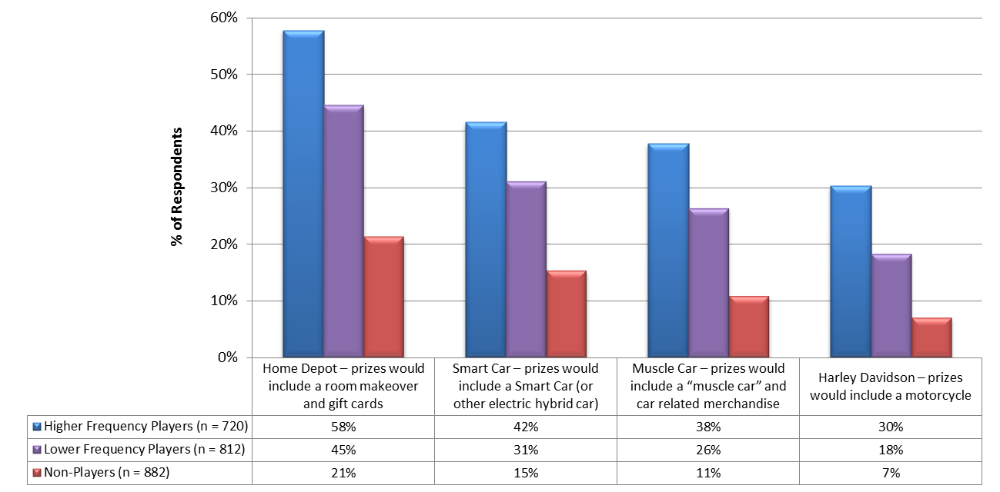 60%
50%
40%
30%
20%
10%
0%
% of Respondents
Home Depot – prizes would
include a room makeover
and gift cards
Smart Car – prizes would
include a Smart Car (or
other electric hybrid car)
Muscle Car – prizes would
include a “muscle car” and
car related merchandise
Harley Davidson – prizes
would include a motorcycle
Higher Frequency Players (n = 720) 58% 42% 38% 30%
Lower Frequency Players (n = 812) 45% 31% 26% 18%
Non-Players (n = 882) 21% 15% 11% 7%